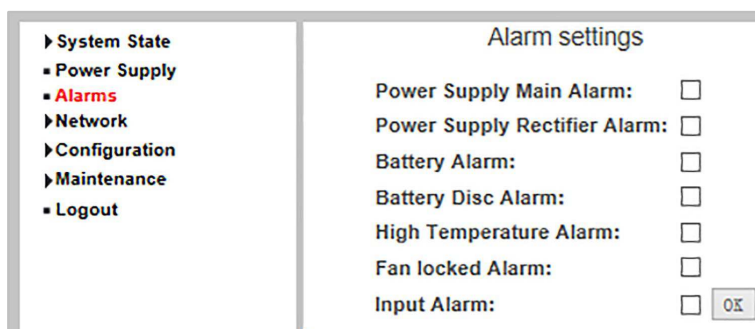 System State
Power Supply
Alarms
Network
Configuration
Maintenance
Logout
Alarm settings
Power Supply Main Alarm:
Power Supply Rectifier Alarm:
Battery Alarm:
Battery Disc Alarm:
High Temperature Alarm:
Fan locked Alarm:
Input Alarm: OK